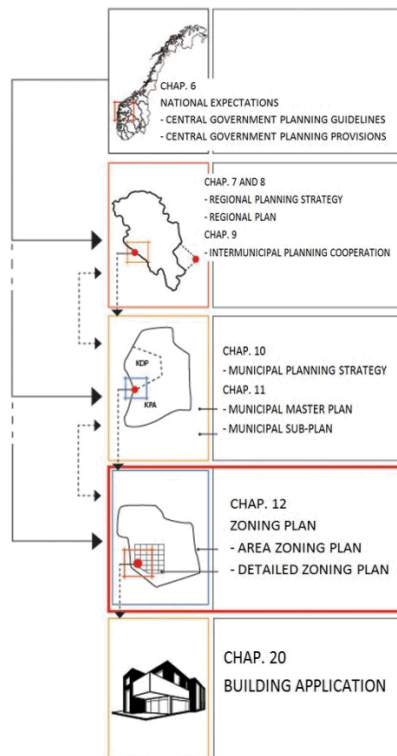 CHAP. 6
NATIONAL EXPECTATIONS
- CENTRAL GOVERNMENT PLANNING GUIDELINES
- CENTRAL GOVERNMENT PLANNING PROVISIONS
CHAP. 7 AND 8
- REGIONAL PLANNING STRATEGY
- REGIONAL PLAN
CHAP. 9
- INTERMUNICIPAL PLANNING COOPERATION
KDP
KPA
CHAP. 10
- MUNICIPAL PLANNING STRATEGY
CHAP. 11
- MUNICIPAL MASTER PLAN
- MUNICIPAL SUB-PLAN
CHAP. 12
ZONING PLAN
- AREA ZONING PLAN
- DETAILED ZONING PLAN
CHAP. 20
BUILDING APPLICATION